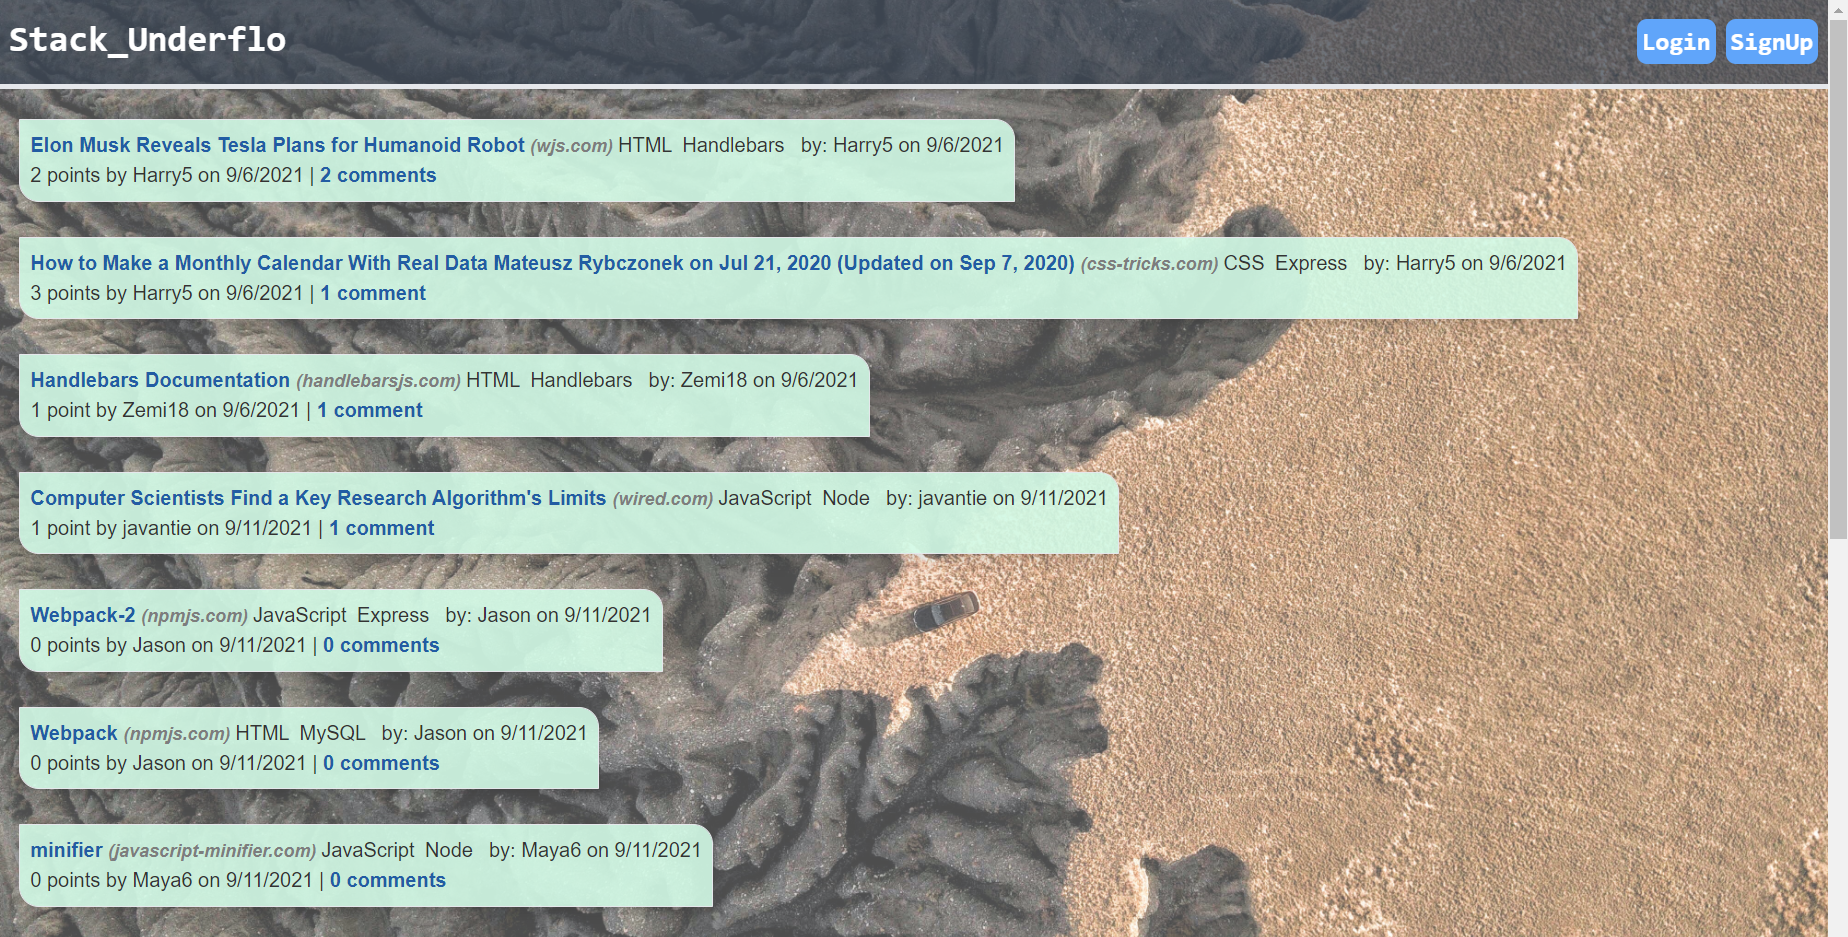 Stack_Underflo
Login SignUp
Elon Musk Reveals Tesla Plans for Humanoid Robot (wjs.com) HTML Handlebars by: Harry5 on 9/6/2021
2 points by Harry5 on 9/6/2021 | 2 comments
How to Make a Monthly Calendar With Real Data Mateusz Rybczonek on Jul 21, 2020 (Updated on Sep 7, 2020) (css-tricks.com) CSS Express by: Harry5 on 9/6/2021
3 points by Harry5 on 9/6/2021 | 1 comment
Handlebars Documentation (handlebarsjs.com) HTML Handlebars by: Zemi18 on 9/6/2021
1 point by Zemi18 on 9/6/2021 | 1 comment
Computer Scientists Find a Key Research Algorithm's Limits (wired.com) JavaScript Node by: javantie on 9/11/2021
1 point by javantie on 9/11/2021 | 1 comment
Webpack-2 (npmjs.com) JavaScript Express by: Jason on 9/11/2021
0 points by Jason on 9/11/2021 | 0 comments
Webpack (npmjs.com) HTML MySQL by: Jason on 9/11/2021
0 points by Jason on 9/11/2021 | 0 comments
minifier (javascript-minifier.com) JavaScript Node by: Maya6 on 9/11/2021
0 points by Maya6 on 9/11/2021 | 0 comments